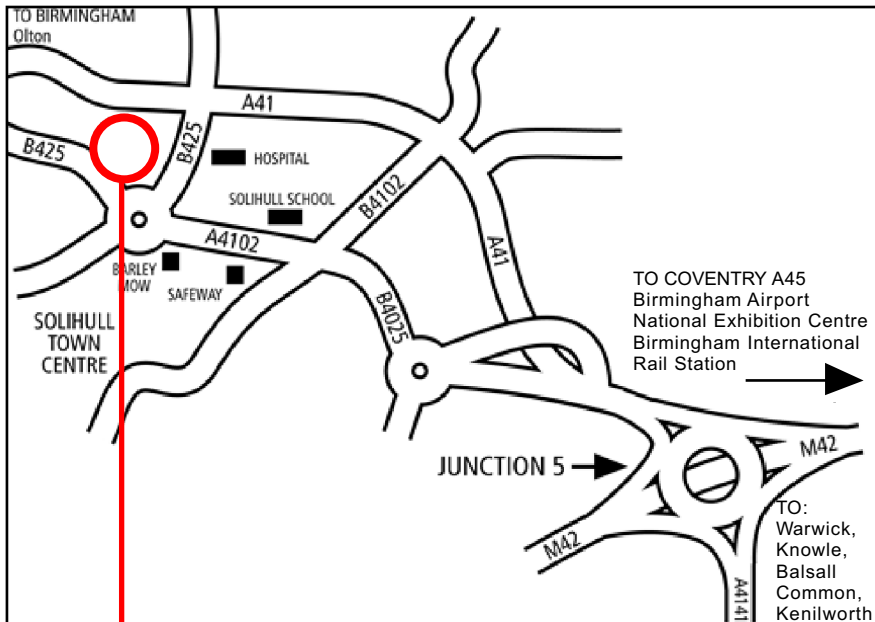 TO BIRMINGHAM
Olton
A41
B425
B425
HOSPITAL
SOLIHULL SCHOOL
B4102
A4102
A41
BARLEY
MOW
SAFEWAY
SOLIHULL
TOWN
CENTRE
B4025
TO COVENTRY A45
Birmingham Airport
National Exhibition Centre
Birmingham International
Rail Station
JUNCTION 5
M42
M42
TO:
Warwick,
Knowle,
Balsall
Common,
Kenilworth
A4141